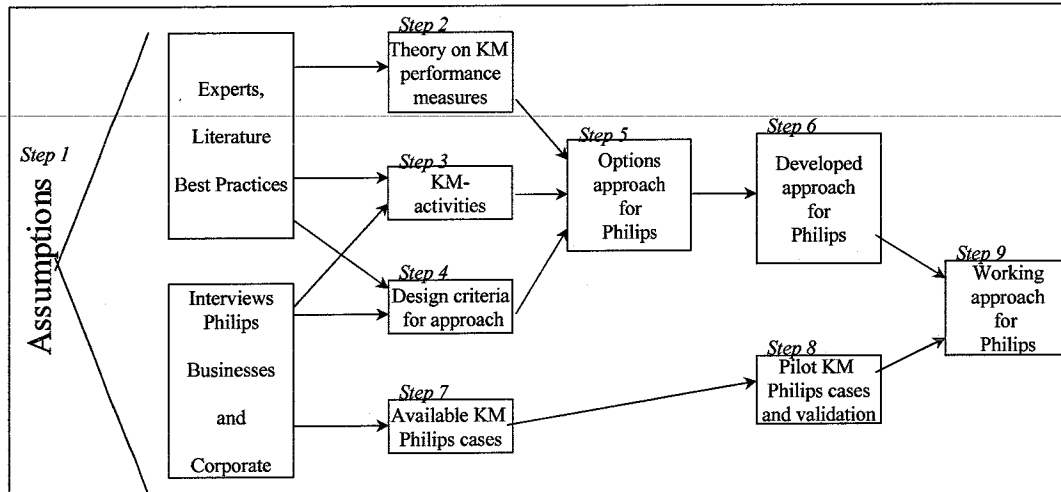 Step 1
Assumptions
Experts,
Literature
Best Practices
Interviews
Philips
Businesses
and
Corporate
Step 2
Theory on KM
performance
measures
Step 3
KM-
activities
Step 4
Design criteria
for approach
Step 7
Available KM
Philips cases
Step 5
Options
approach
for
Philips
Step 6
Developed
approach
for
Philips
Step 8
Pilot KM
Philips cases
and validation
Step 9
Working
approach
for
Philips